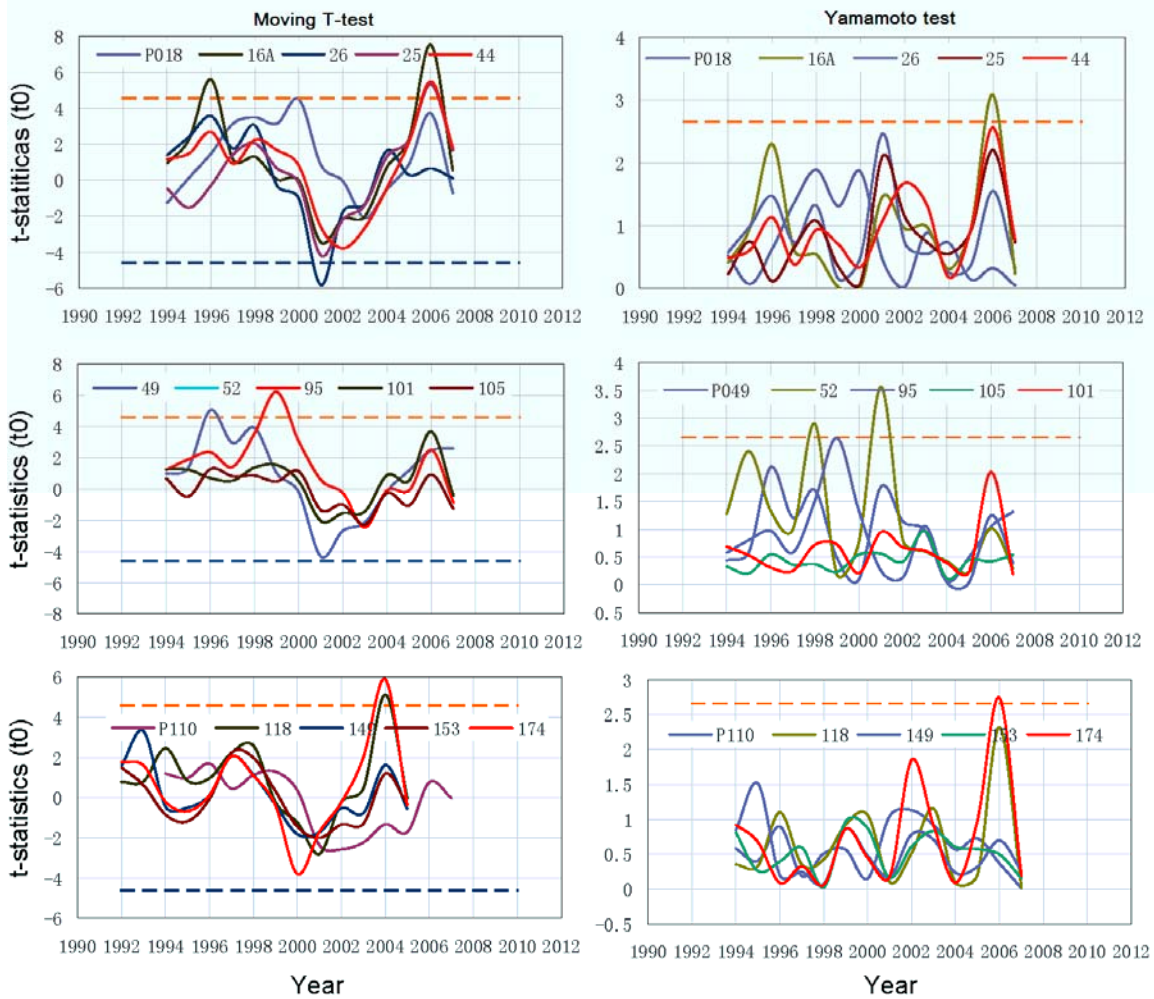 Moving T-test
Yamamoto test
t-statiticas (t0)
8
6
4
2
0
-2
-4
-6
P018 16A 26 25 44
1990 1992 1994 1996 1998 2000 2002 2004 2006 2008 2010 2012
4
3
2
1
0
P018 16A 26 25 44
1990 1992 1994 1996 1998 2000 2002 2004 2006 2008 2010 2012
t-statistics (t0)
8
6
4
2
0
-2
-4
-6
-8
49 52 95 101 105
1990 1992 1994 1996 1998 2000 2002 2004 2006 2008 2010 2012
4
3.5
3
2.5
2
1.5
1
0.5
0
0.5
P049 52 95 105 101
1990 1992 1994 1996 1998 2000 2002 2004 2006 2008 2010 2012
t-statistics (t0)
6
4
2
0
-2
-4
-6
P110 118 149 153 174
1990 1992 1994 1996 1998 2000 2002 2004 2006 2008 2010 2012
Year
3
2.5
2
1.5
1
0.5
0
-0.5
P110 118 149 153 174
1990 1992 1994 1996 1998 2000 2002 2004 2006 2008 2010 2012
Year